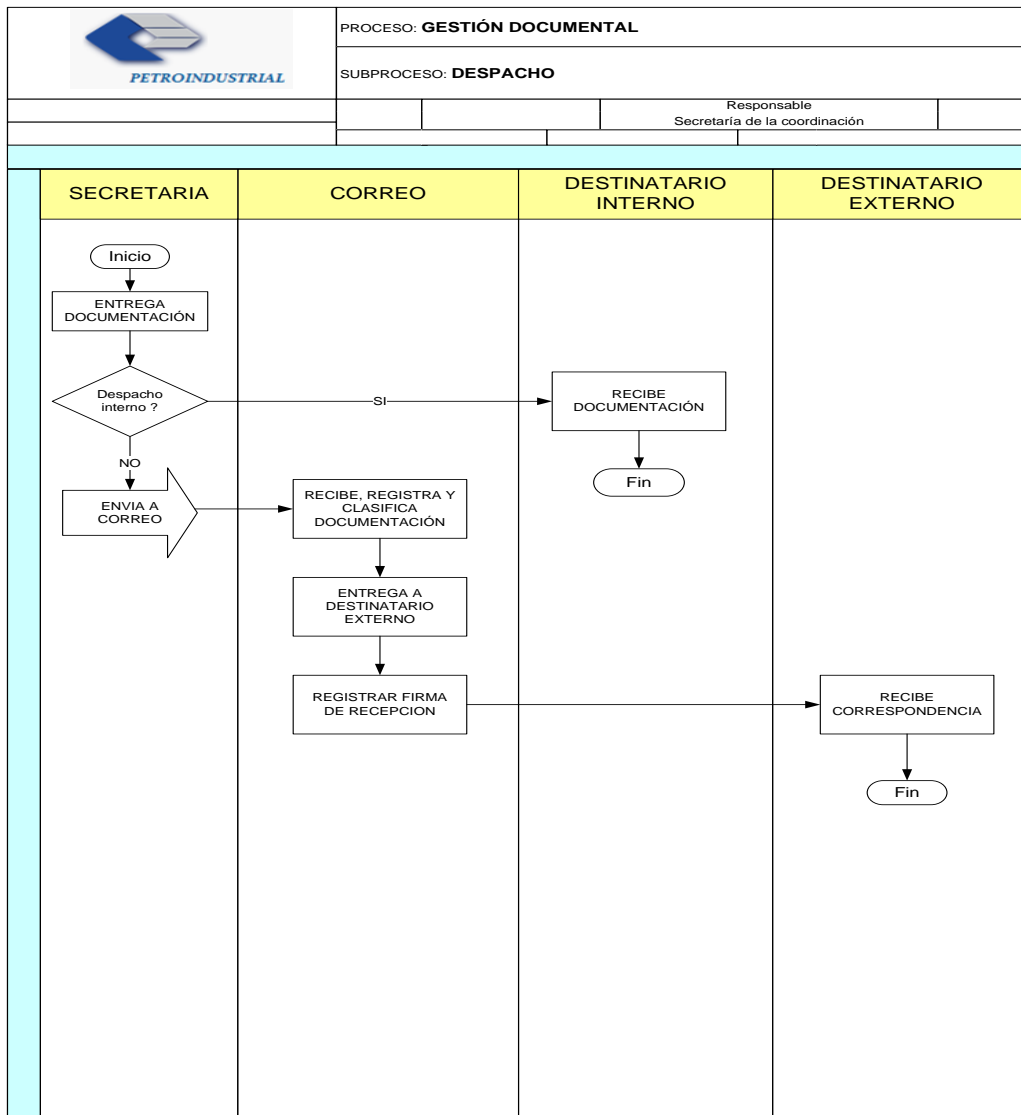 PETROINDUSTRIAL
PROCESO: GESTIÓN DOCUMENTAL
SUBPROCESO: DESPACHO
Responsable
Secretaría de la coordinación
SECRETARIA
CORREO
DESTINATARIO
INTERNO
DESTINATARIO
EXTERNO
Inicio
ENTREGA
DOCUMENTACIÓN
Despacho
interno ?
SI
RECIBE
DOCUMENTACIÓN
NO
Fin
ENVIA A
CORREO
RECIBE, REGISTRA Y
CLASIFICA
DOCUMENTACIÓN
ENTREGA A
DESTINATARIO
EXTERNO
REGISTRAR FIRMA
DE RECEPCION
RECIBE
CORRESPONDENCIA
Fin